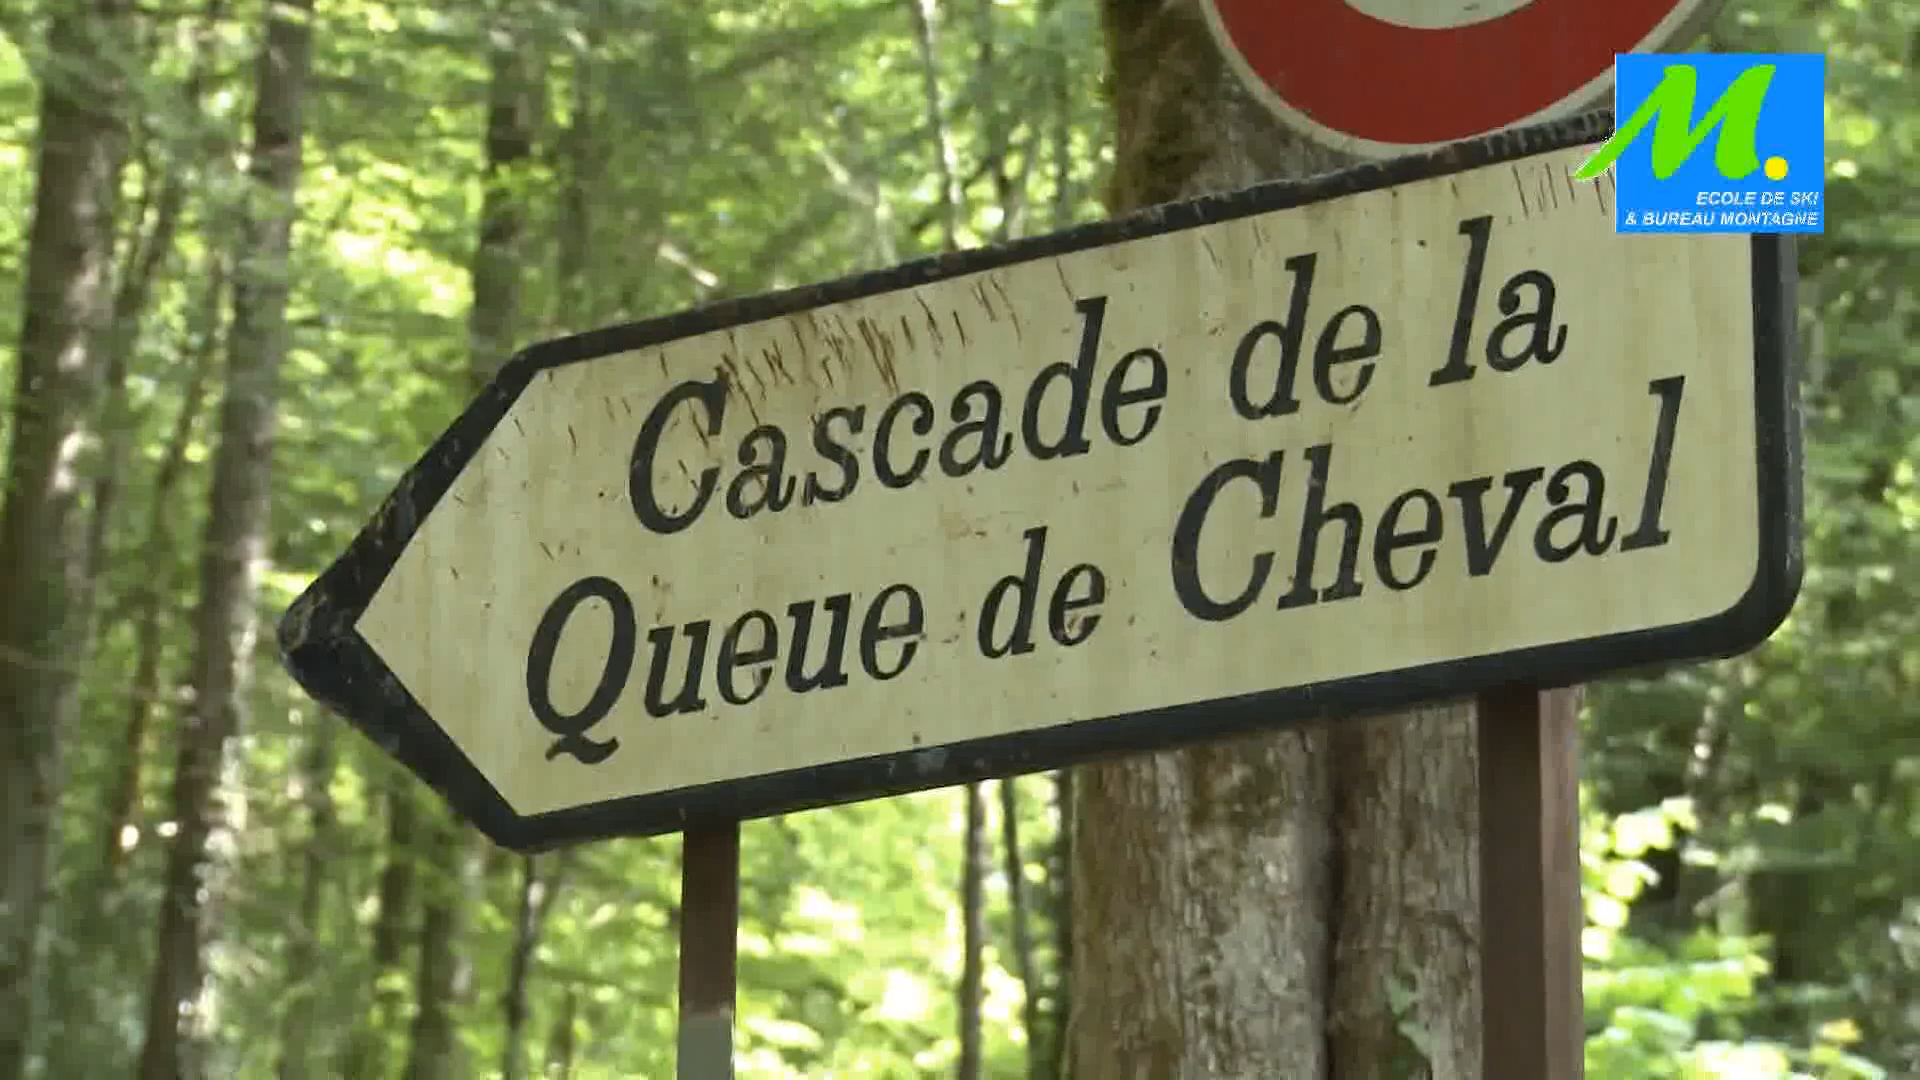 Cascade de la
Queue de Cheval
M.
ECOLE DE SKI
& BUREAU MONTAGNE